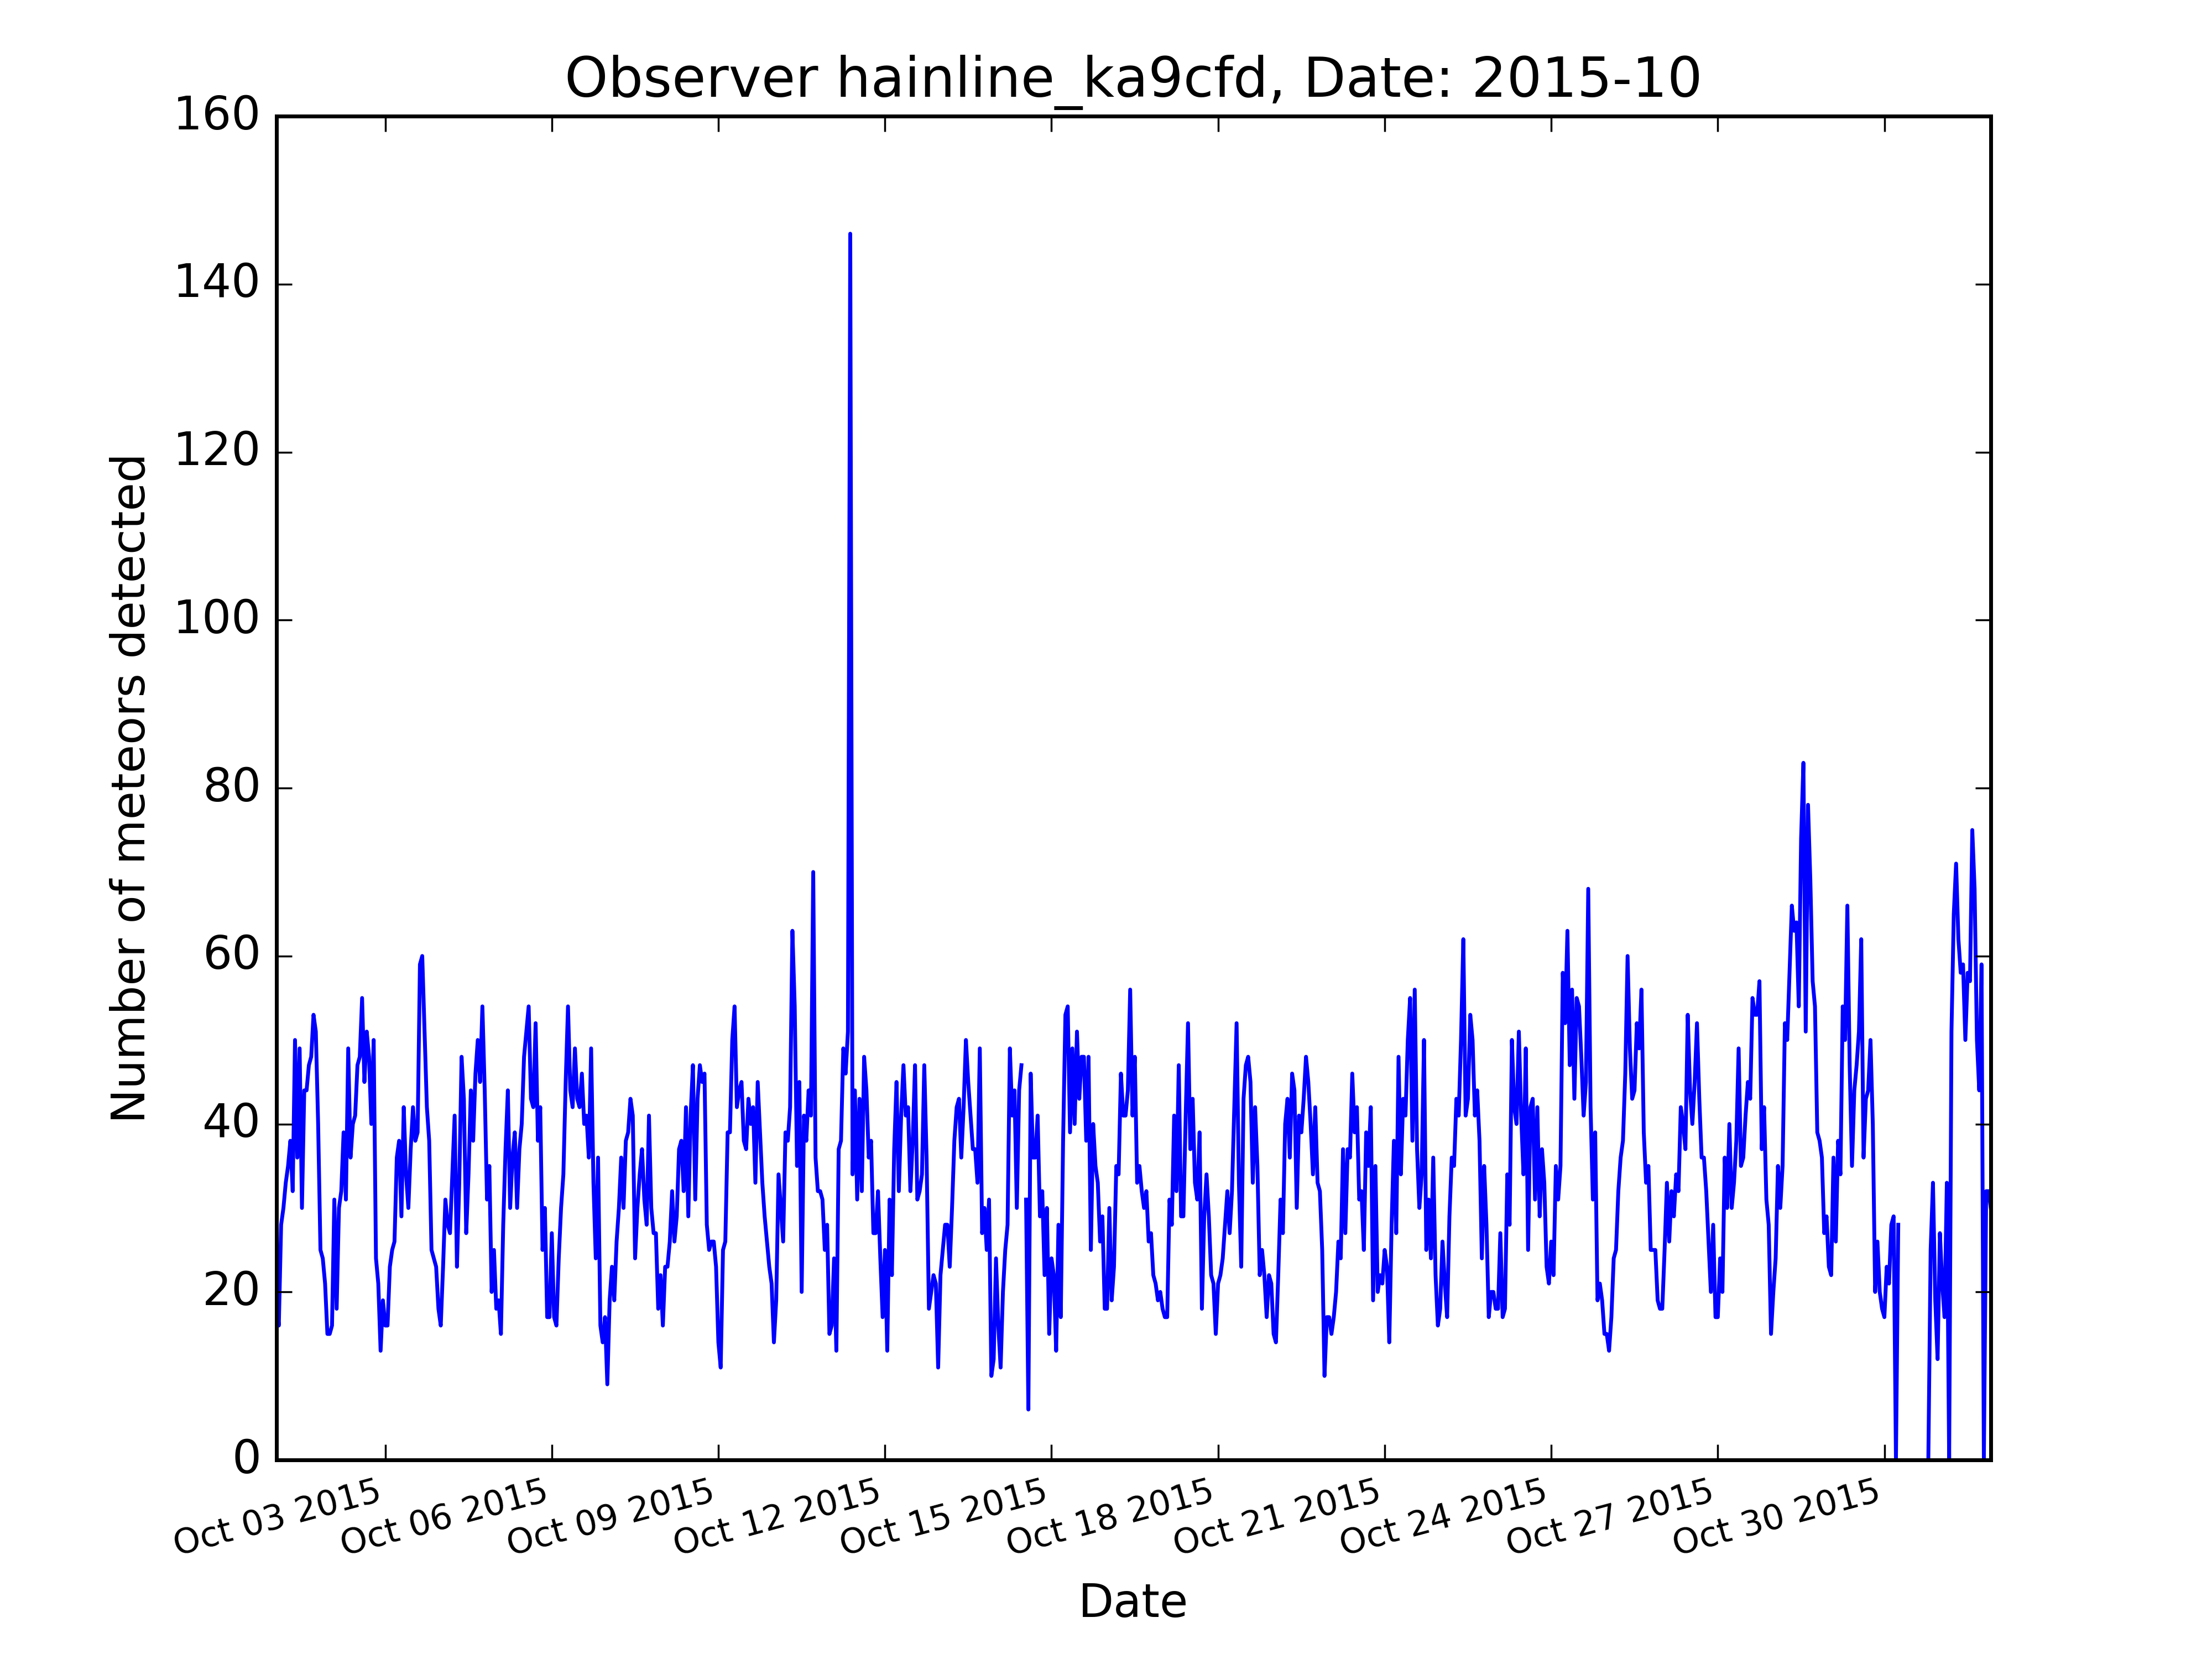 Observer hainline_ka9cfd, Date: 2015-10
160
140
120
100
80
60
40
20
0
Number of meteors detected
Oct 03 2015
Oct 06 2015
Oct 09 2015
Oct 12 2015
Oct 15 2015
Oct 18 2015
Oct 21 2015
Oct 24 2015
Oct 27 2015
Oct 30 2015
Date